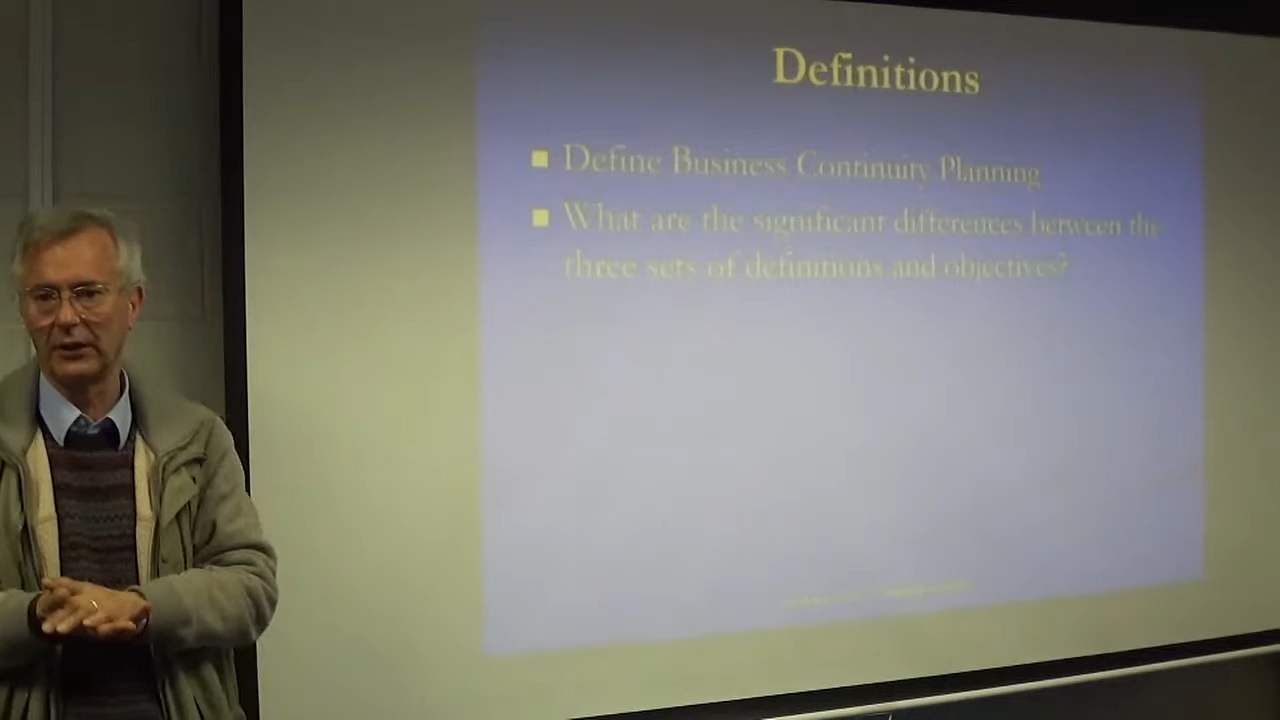 Definitions
Define Business Continuity Planning
What are the significant differences between the
three sets of definitions and objectives?